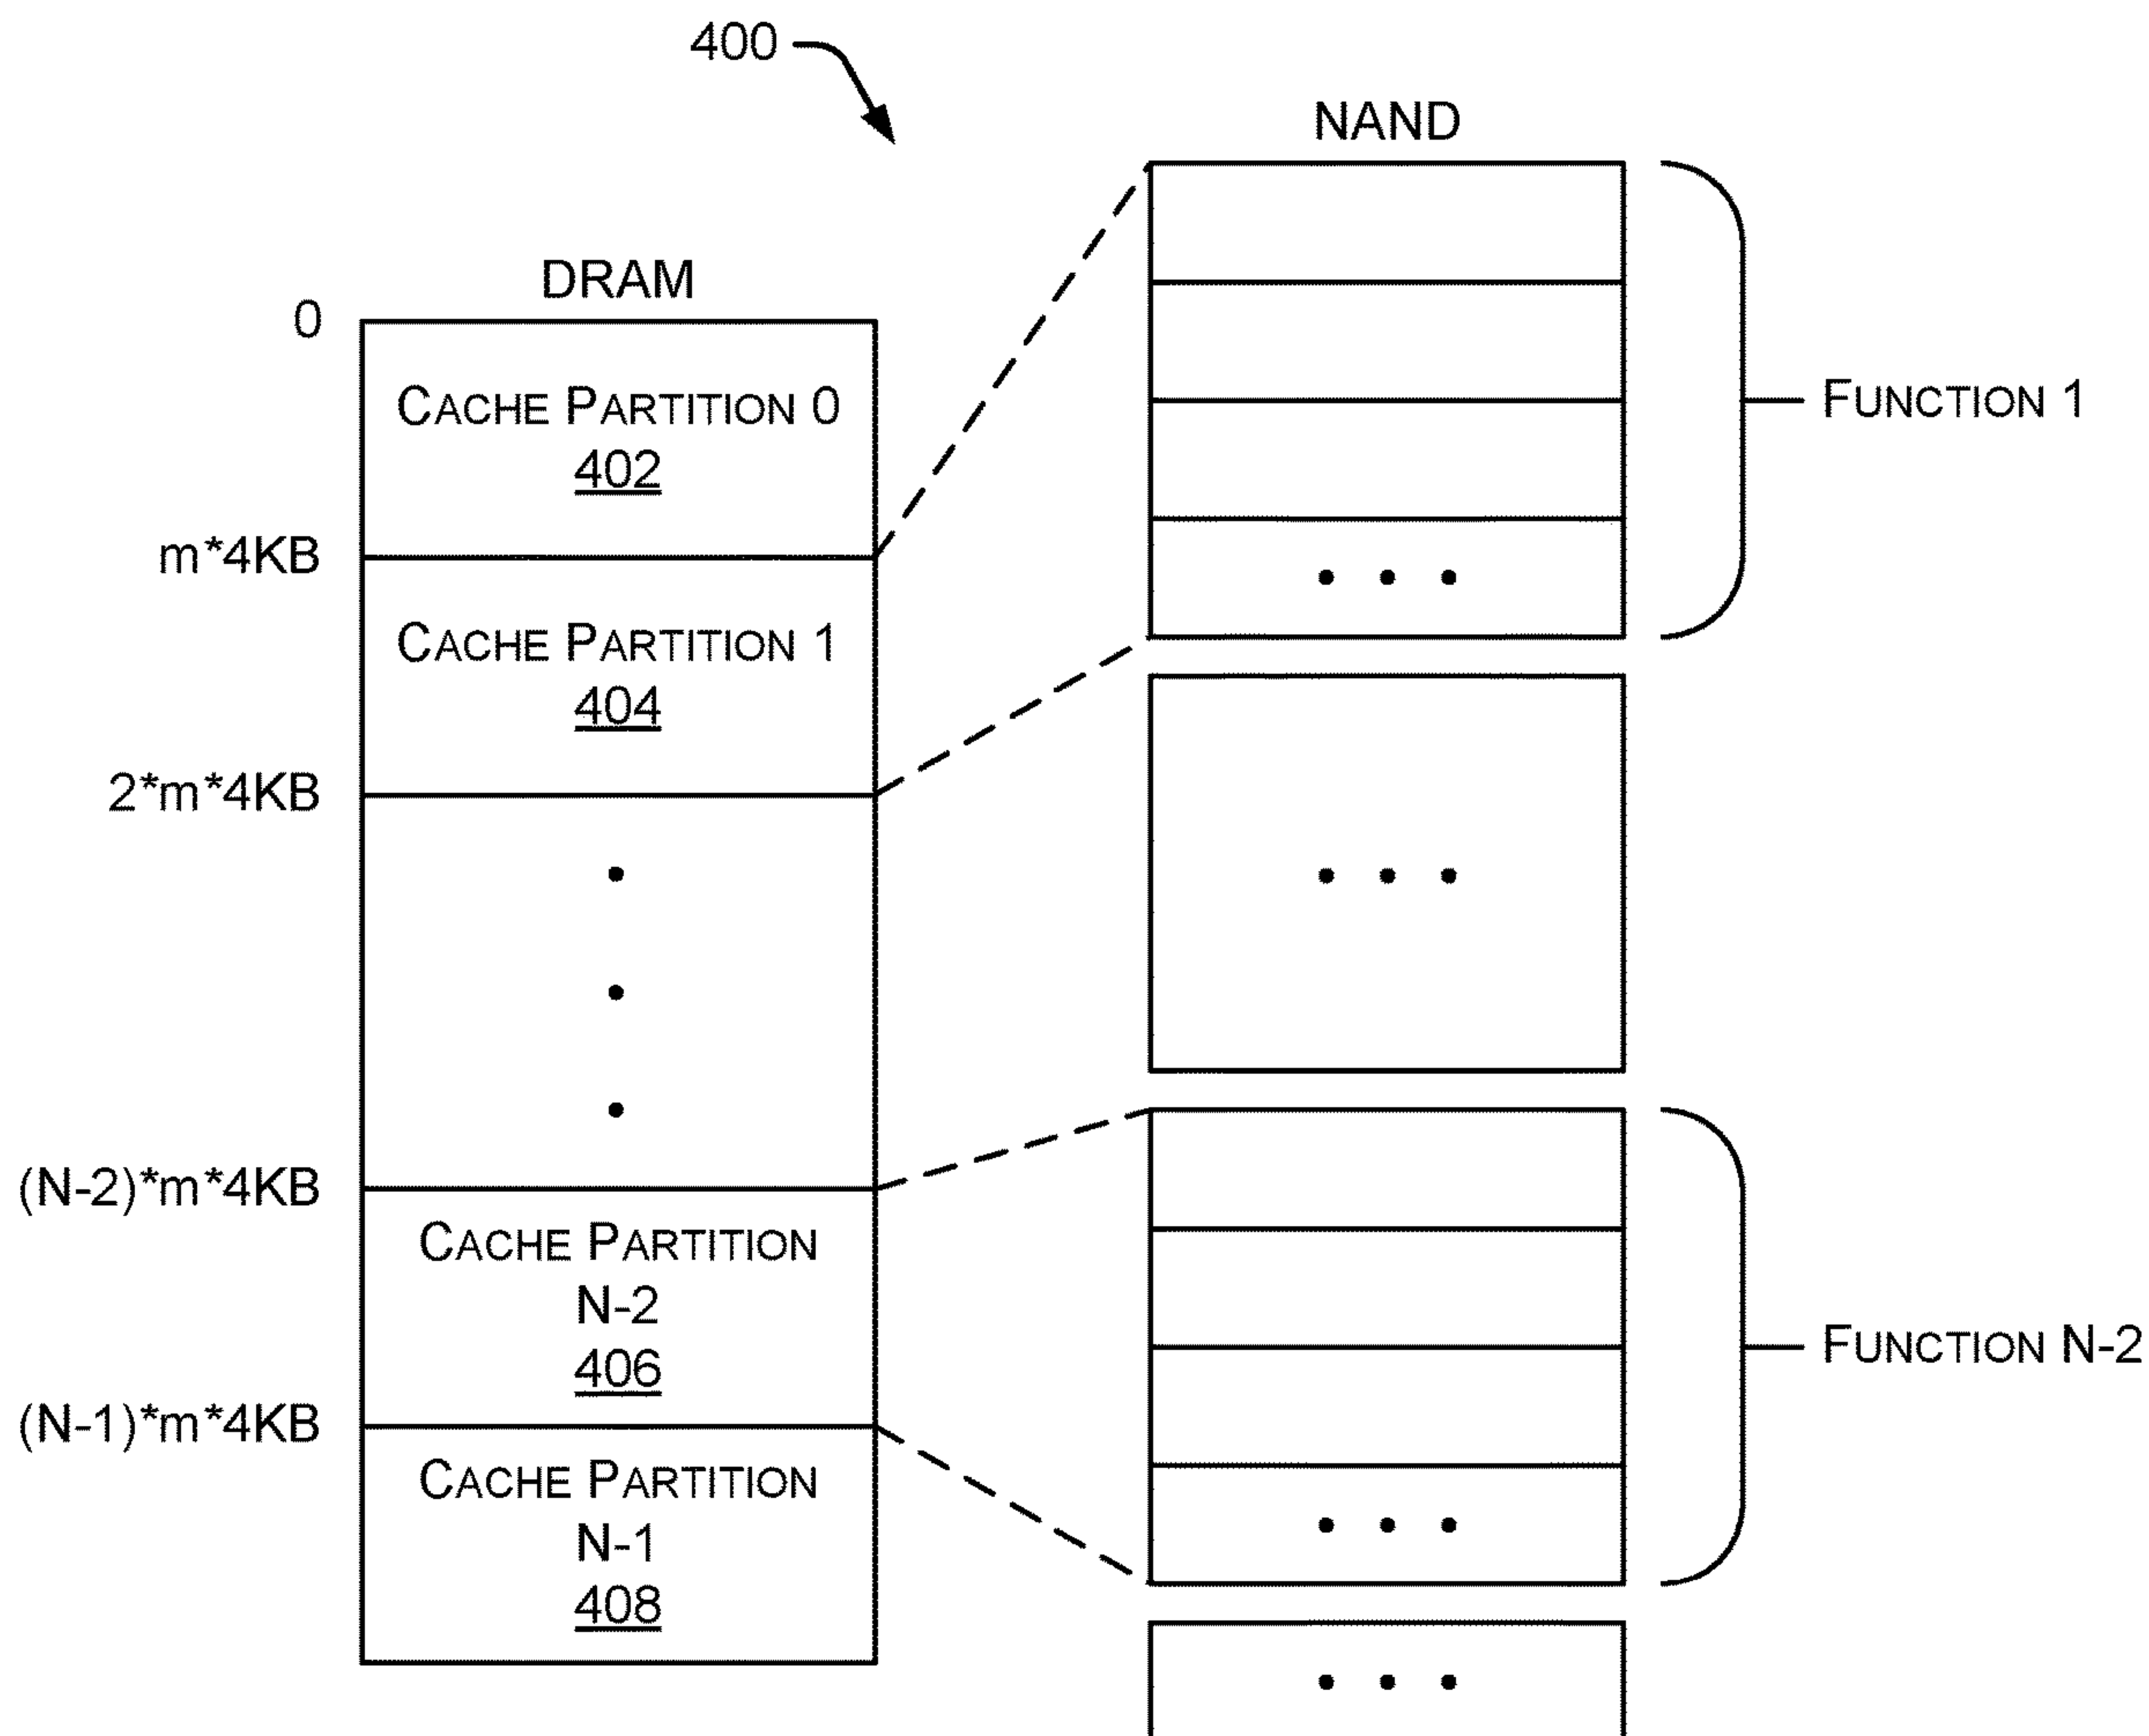 400
NAND
DRAM
0
CACHE PARTITION 0
402
FUNCTION 1
m*4KB
CACHE PARTITION 1
404
2*m*4KB
(N-2)*m*4KB
CACHE PARTITION
N-2
406
FUNCTION N-2
(N-1)*m*4KB
CACHE PARTITION
N-1
408